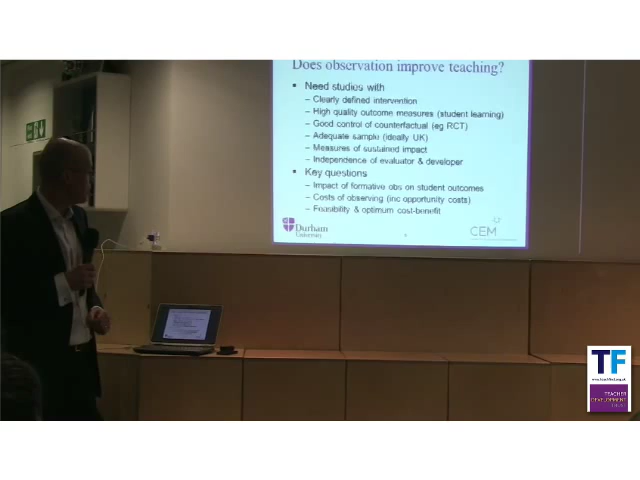 Does observation improve teaching?
• Need studies with
– Clearly defined intervention
– High quality outcome measures (student learning)
– Good control of counterfactual (eg RCT)
– Adequate sample (ideally UK)
– Measures of sustained impact
– Independence of evaluator & developer
• Key questions
– Impact of formative obs on student outcomes
– Costs of observing (inc opportunity costs)
– Feasibility & optimum cost-benefit
Durham
University
CEM
TF
TEACHER
DEVELOPMENT
TRUST